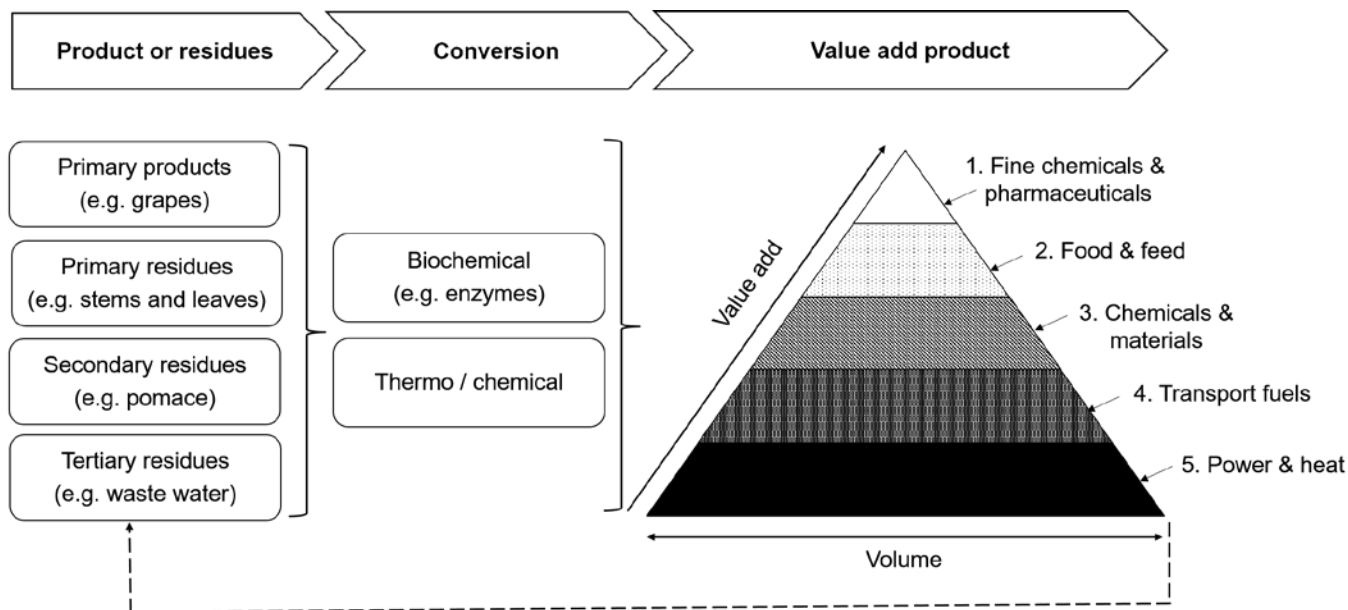 Product or residues
Conversion
Value add product
Primary products
(e.g. grapes)
Primary residues
(e.g. stems and leaves)
Secondary residues
(e.g. pomace)
Tertiary residues
(e.g. waste water)
Biochemical
(e.g. enzymes)
Thermo / chemical
Value add
1. Fine chemicals &
pharmaceuticals
2. Food & feed
3. Chemicals &
materials
4. Transport fuels
5. Power & heat
Volume